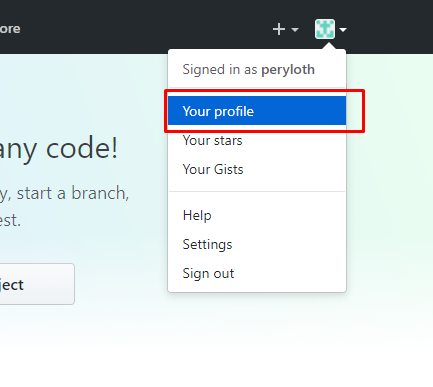 ore
Signed in as peryloth
Your profile
Your stars
Your Gists
Help
Settings
Sign out
any code!
y, start a branch,
est.
ject